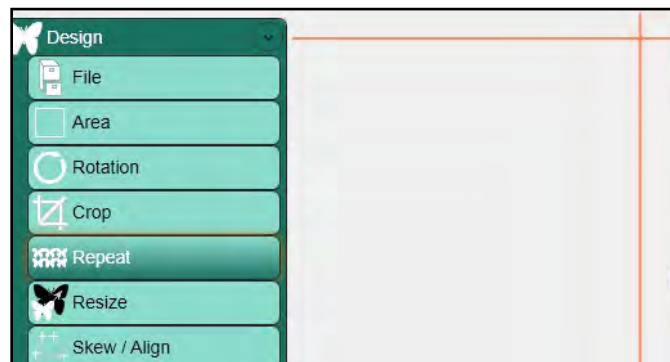 Design
File
Area
Rotation
Crop
Repeat
Resize
Skew / Align